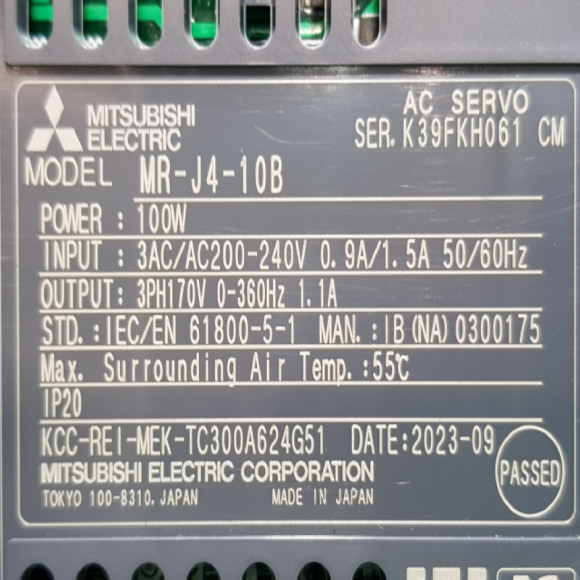 MITSUBISHI
ELECTRIC
AC SERVO
SER. K39FKH061 CM
MODEL MR-J4-10B
POWER : 100W
INPUT : 3AC/AC200-240V 0.9A/1.5A 50/60Hz
OUTPUT: 3PH170V 0-360Hz 1.1A
STD. : IEC/EN 61800-5-1 MAN. : IB(NA)0300175
Max. Surrounding Air Temp. :55℃
IP20
KCC-REI-MEK-TC300A624G51 DATE:2023-09
MITSUBISHI ELECTRIC CORPORATION
PASSED
TOKYO 100-8310, JAPAN MADE IN JAPAN